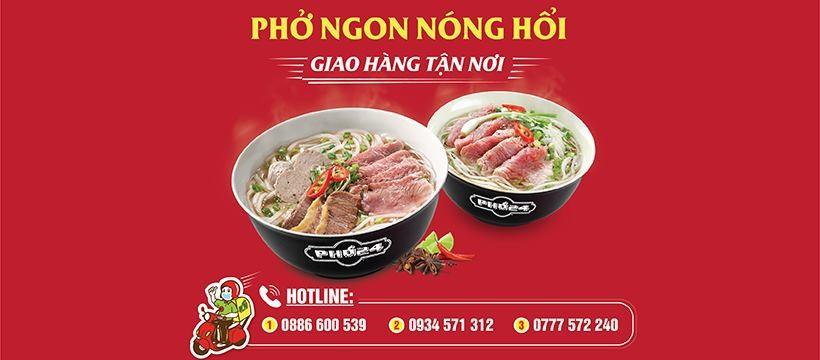 PHỞ NGON NÓNG HỔI
GIAO HÀNG TẬN NƠI
PHỞ24
PHỞ24
HOTLINE:
1 0886 600 539 2 0934 571 312 3 0777 572 240